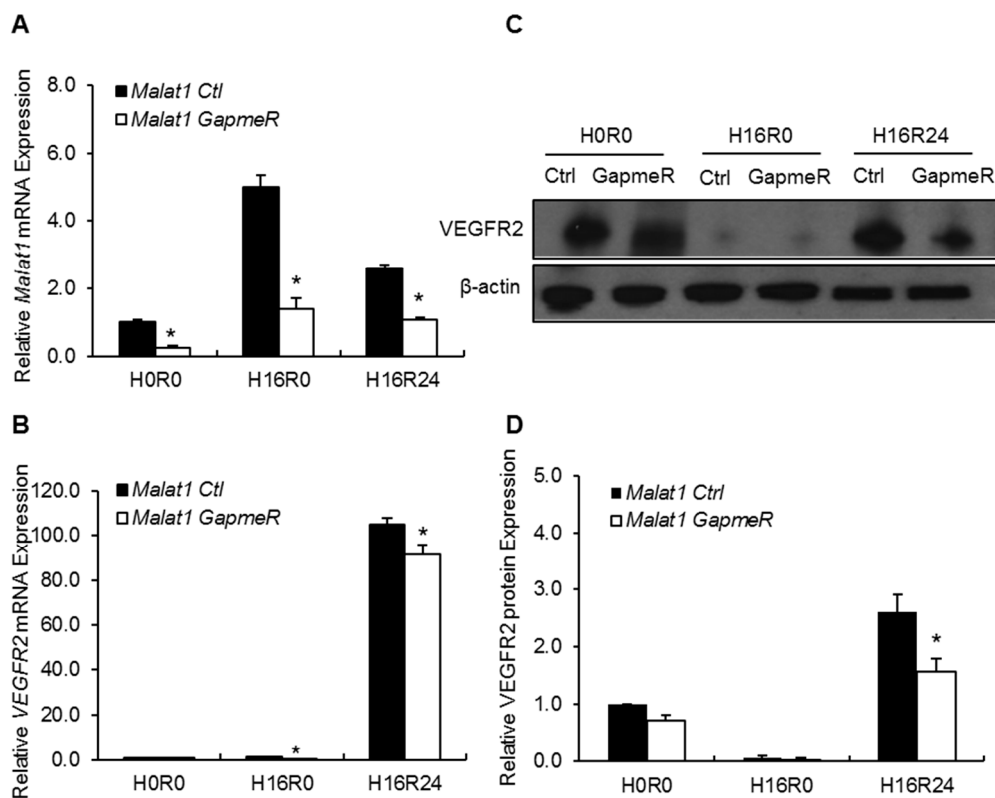 A
Relative Malat1 mRNA Expression
8.0
6.0
4.0
2.0
0.0
Malat1 Ctl
Malat1 GapmeR
*
*
*
H0R0 H16R0 H16R24
B
Relative VEGFR2 mRNA Expression
120.0
100.0
80.0
60.0
40.0
20.0
0.0
Malat1 Ctl
Malat1 GapmeR
*
*
H0R0 H16R0 H16R24
C
H0R0 H16R0 H16R24
Ctrl GapmeR Ctrl GapmeR Ctrl GapmeR
VEGFR2
β-actin
D
Relative VEGFR2 protein Expression
5.0
4.0
3.0
2.0
1.0
0.0
Malat1 Ctrl
Malat1 GapmeR
*
H0R0 H16R0 H16R24